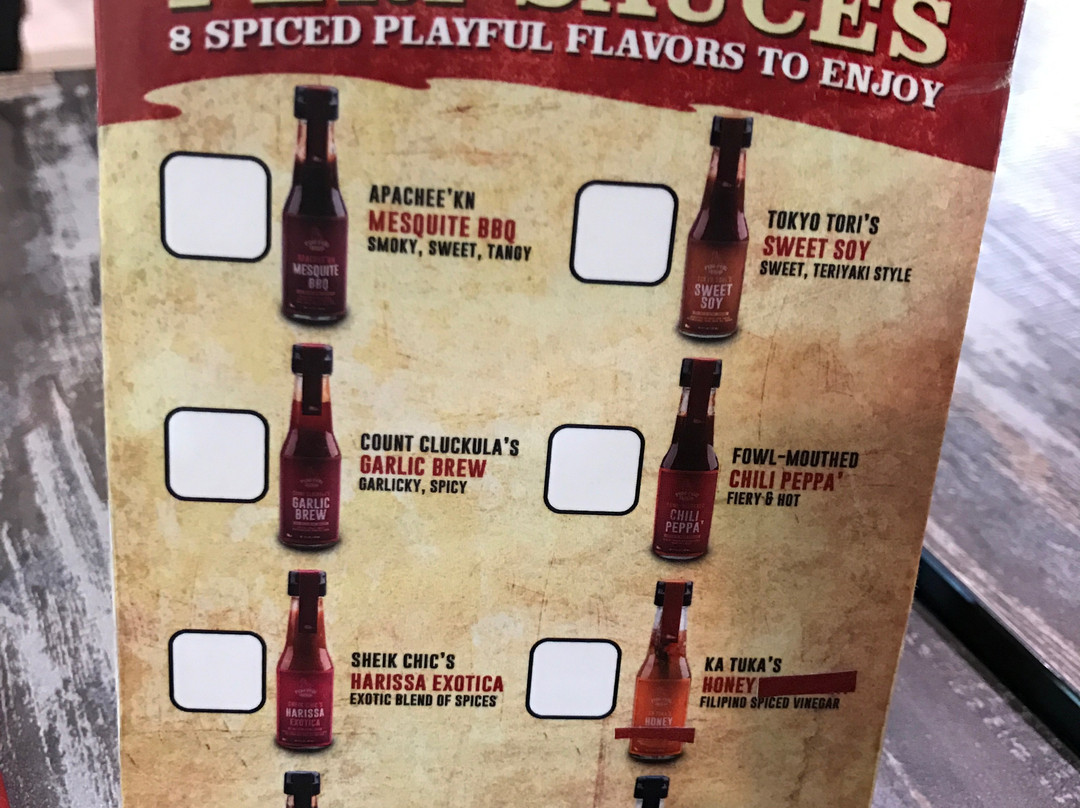 SAUCES
8 SPICED PLAYFUL FLAVORS TO ENJOY
APACHEE'KN
MESQUITE BBQ
SMOKY, SWEET, TANGY
MESQUITE
BBQ
TOKYO TORI'S
SWEET SOY
SWEET, TERIYAKI STYLE
SWEET
SOY
COUNT CLUCKULA'S
GARLIC BREW
GARLICKY, SPICY
GARLIC
BREW
FOWL-MOUTHED
CHILI PEPPA'
FIERY & HOT
CHILI
PEPPA'
SHEIK CHIC'S
HARISSA EXOTICA
EXOTIC BLEND OF SPICES
HARISSA
EXOTICA
KA TUKA'S
HONEY
FILIPINO SPICED VINEGAR
HONEY